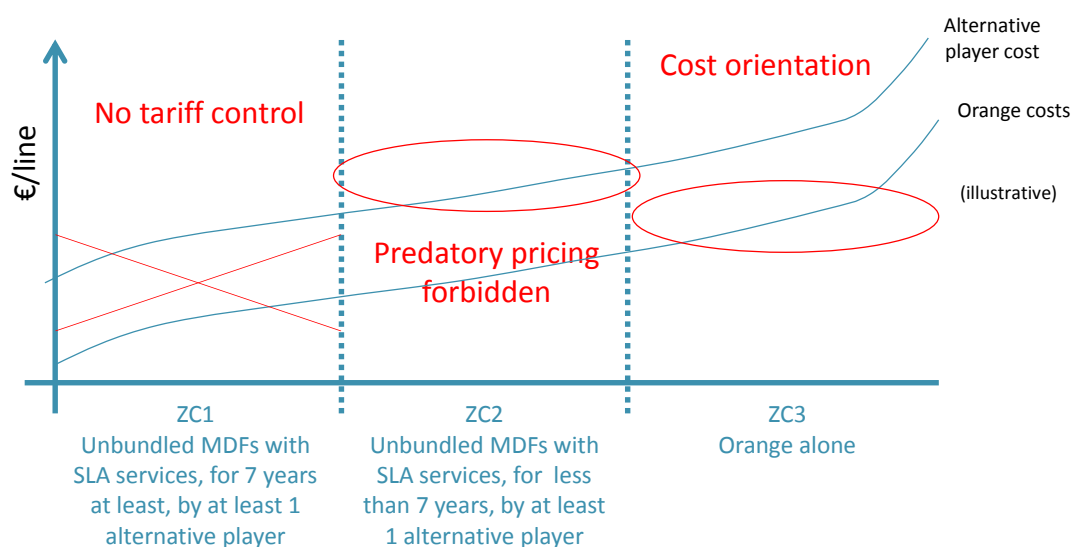 Alternative
player cost
Cost orientation
No tariff control
Orange costs
€/line
(illustrative)
Predatory pricing
forbidden
ZC1
Unbundled MDFs with
SLA services, for 7 years
at least, by at least 1
alternative player
ZC2
Unbundled MDFs with
SLA services, for  less
than 7 years, by at least
1 alternative player
ZC3
Orange alone